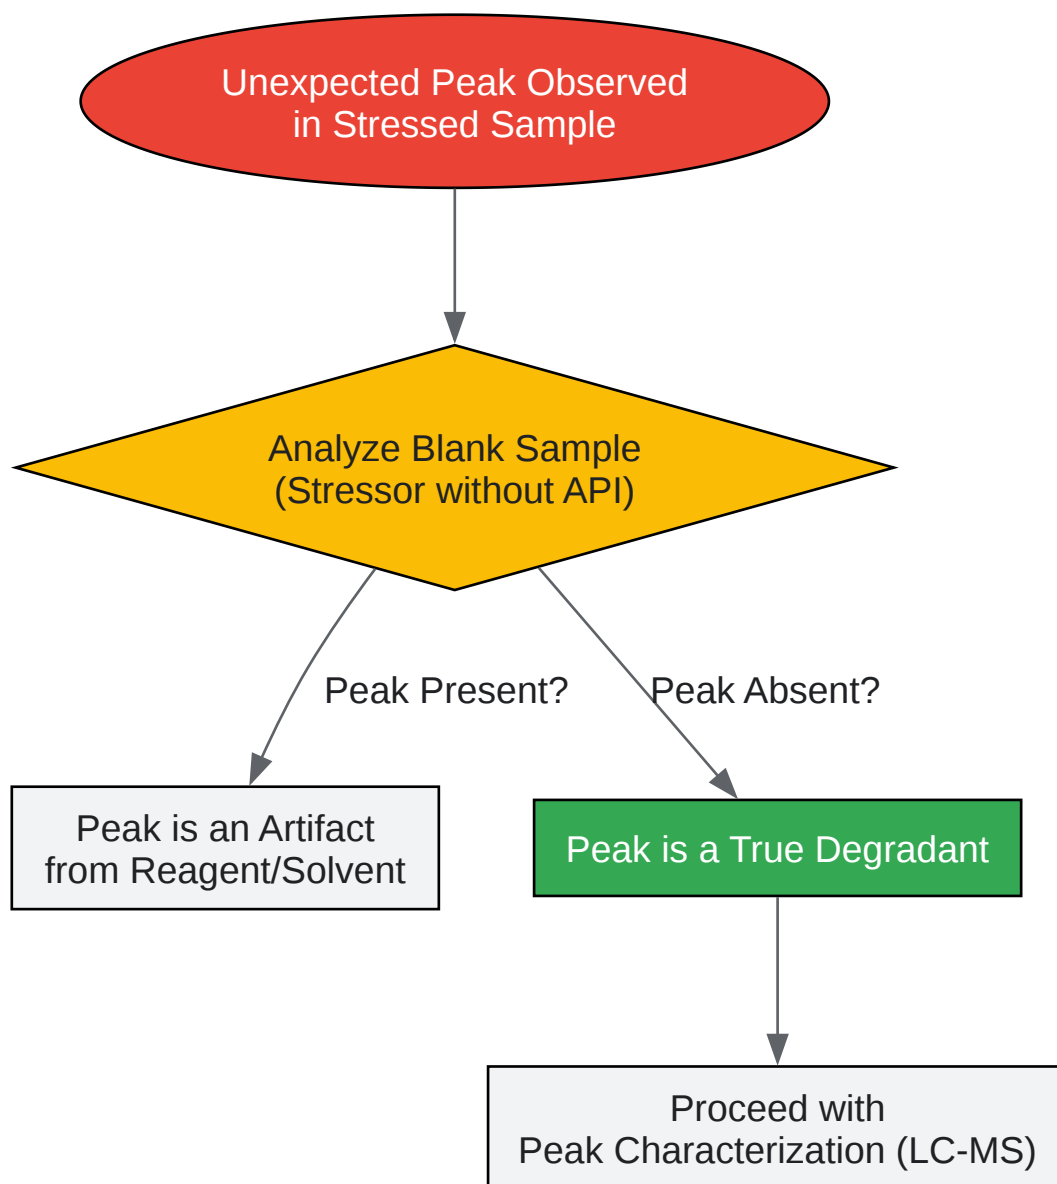 Unexpected Peak Observed
in Stressed Sample
Analyze Blank Sample
(Stressor without API)
Peak Present?
Peak Absent?
Peak is an Artifact
from Reagent/Solvent
Peak is a True Degradant
Proceed with
Peak Characterization (LC-MS)